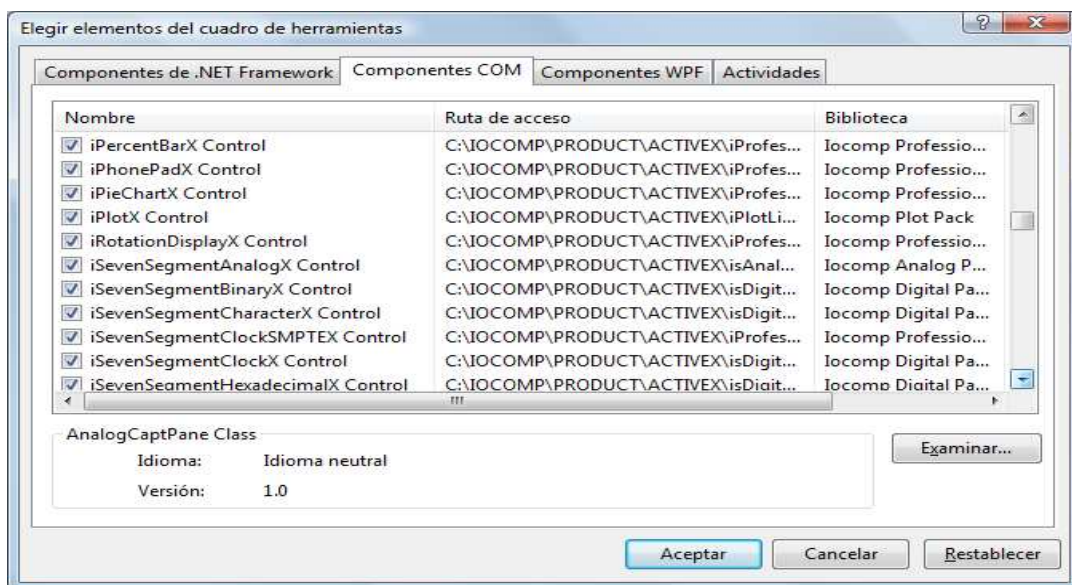 Elegir elementos del cuadro de herramientas
Componentes de .NET Framework Componentes COM Componentes WPF Actividades
Nombre Ruta de acceso Biblioteca
iPercentBarX Control C:\IOCOMP\PRODUCT\ACTIVEX\iProfes... Iocomp Professio...
iPhonePadX Control C:\IOCOMP\PRODUCT\ACTIVEX\iProfes... Iocomp Professio...
iPieChartX Control C:\IOCOMP\PRODUCT\ACTIVEX\iProfes... Iocomp Professio...
iPlotX Control C:\IOCOMP\PRODUCT\ACTIVEX\iPlotLi... Iocomp Plot Pack
iRotationDisplayX Control C:\IOCOMP\PRODUCT\ACTIVEX\iProfes... Iocomp Professio...
iSevenSegmentAnalogX Control C:\IOCOMP\PRODUCT\ACTIVEX\isAnal... Iocomp Analog P...
iSevenSegmentBinaryX Control C:\IOCOMP\PRODUCT\ACTIVEX\isDigit... Iocomp Digital Pa...
iSevenSegmentCharacterX Control C:\IOCOMP\PRODUCT\ACTIVEX\isDigit... Iocomp Digital Pa...
iSevenSegmentClockSMPTEX Control C:\IOCOMP\PRODUCT\ACTIVEX\iProfes... Iocomp Professio...
iSevenSegmentClockX Control C:\IOCOMP\PRODUCT\ACTIVEX\isDigit... Iocomp Digital Pa...
iSevenSegmentHexadecimalX Control C:\IOCOMP\PRODUCT\ACTIVEX\isDigit... Iocomp Digital Pa...
AnalogCaptPane Class
Idioma: Idioma neutral
Versión: 1.0
Examinar...
Aceptar Cancelar Restablecer